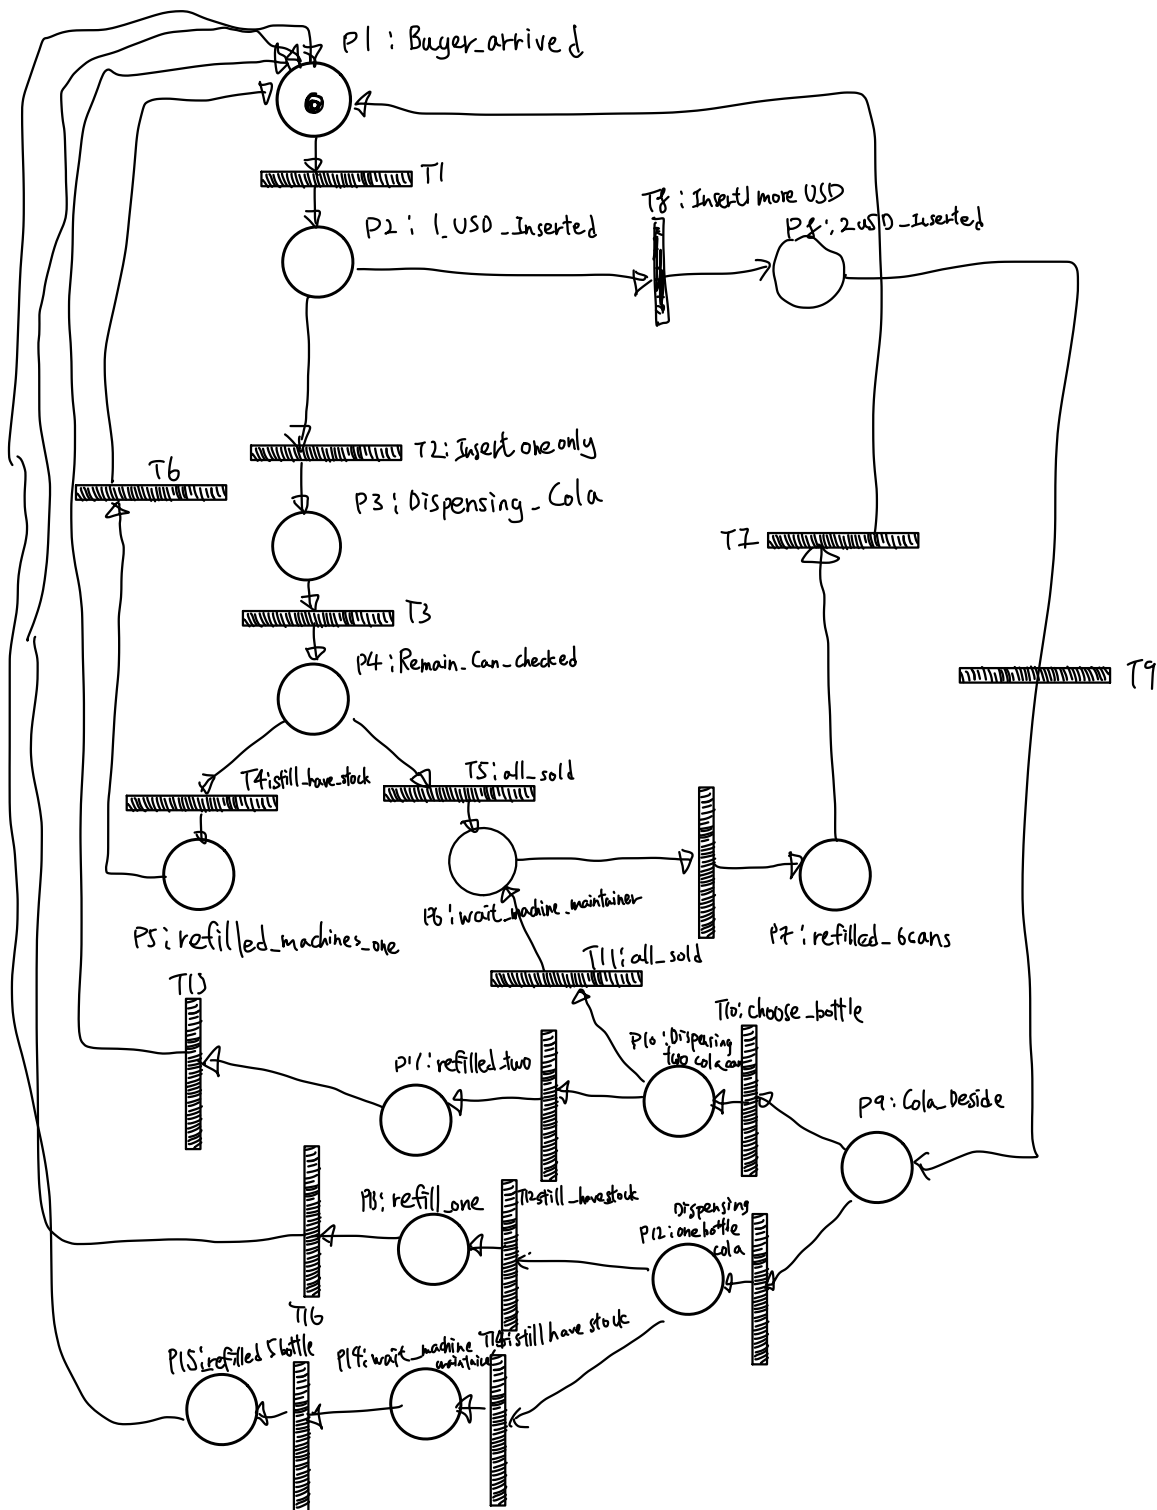 P1 : Buyer_arrived
T1
T8 : Insert 1 more USD
P2 : 1_USD_Inserted
P8 : 2USD_Inserted
T2: Insert one only
T6
P3 : Dispensing_Cola
T7
T3
P4 : Remain_Can_checked
T9
T4: still_have_stock
T5 : all_sold
P6 : wait_machine_maintainer
P5 : refilled_machines_one
P7 : refilled_6cans
T11: all_sold
T13
T10: choose_bottle
P10 : Dispensing
two cola can
P11 : refilled_two
P9 : Cola_Deside
P13 : refill_one
T12 still_have stock
Dispensing
P12 : one bottle
cola
T16
P15: refilled 5 bottle
P14: wait_machine
maintainer
still have stock